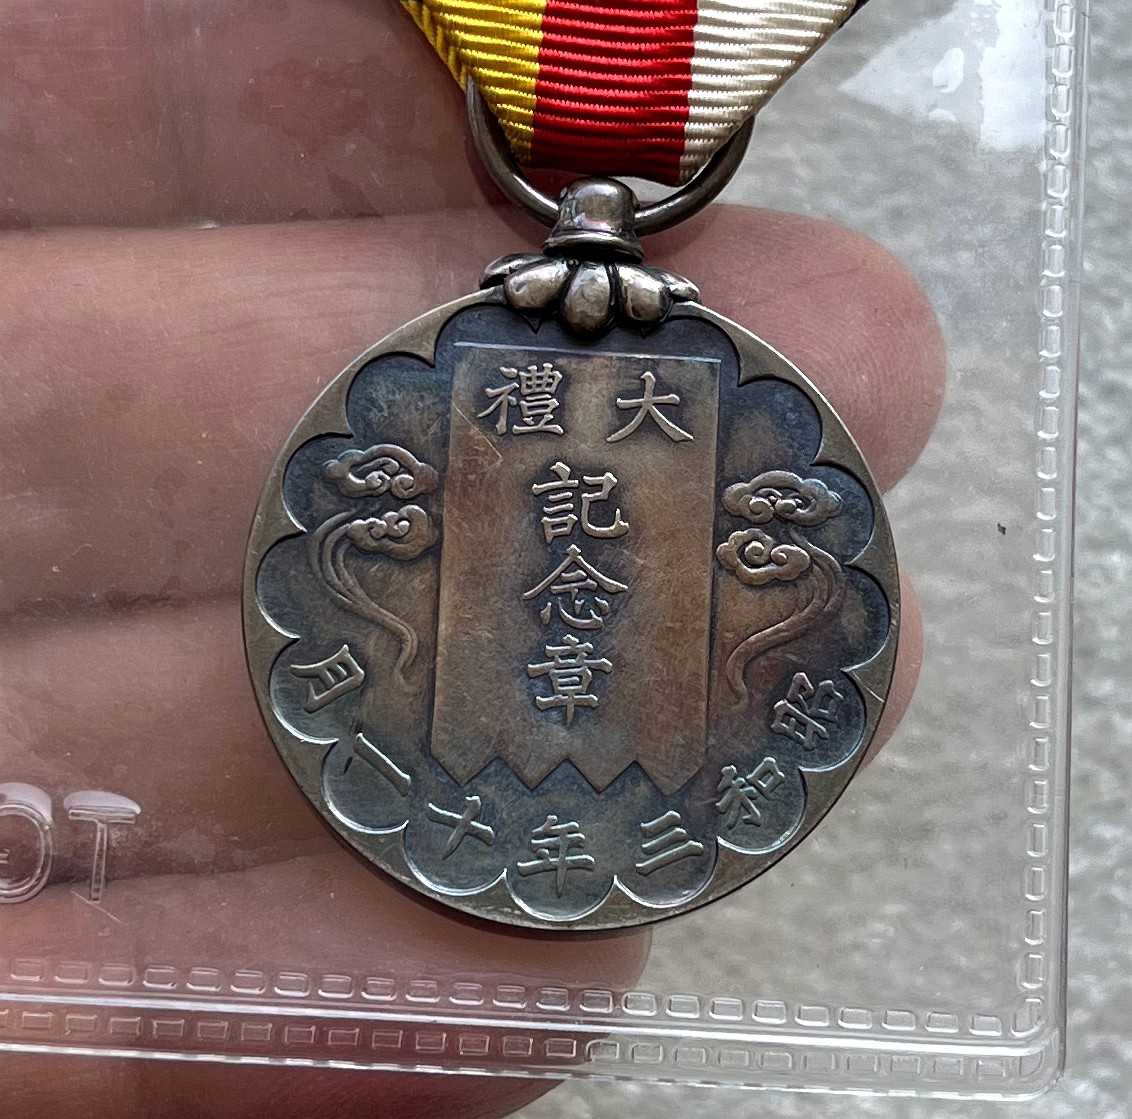 大禮
記念章
昭和三年十一月